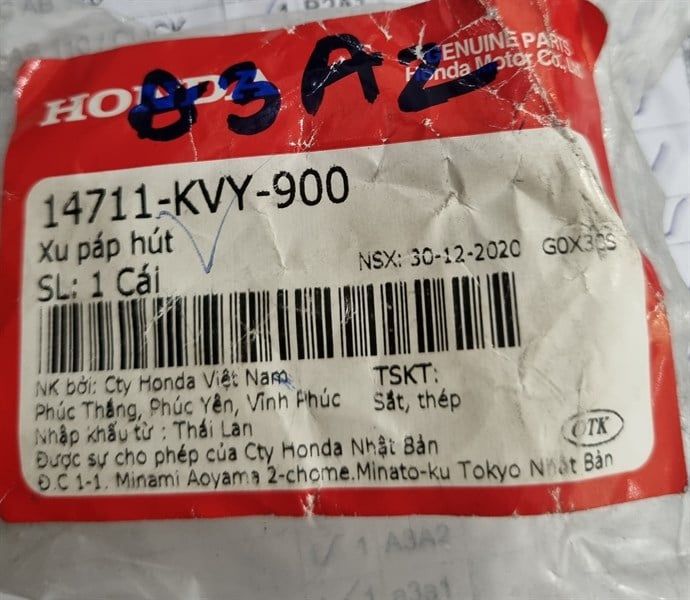 HONDA
GENUINE PARTS
Honda Motor Co., Ltd
83A2
14711-KVY-900
Xu páp hút
NSX: 30-12-2020 G0X30S
SL: 1 Cái
NK bởi: Cty Honda Việt Nam
Phúc Thắng, Phúc Yên, Vĩnh Phúc
TSKT:
Sắt, thép
Nhập khẩu từ : Thái Lan
Được sự cho phép của Cty Honda Nhật Bản
OTK
Đ.C 1-1. Minami Aoyama 2-chome.Minato-ku Tokyo Nhật Bản
1 A3A2
1 a3a1